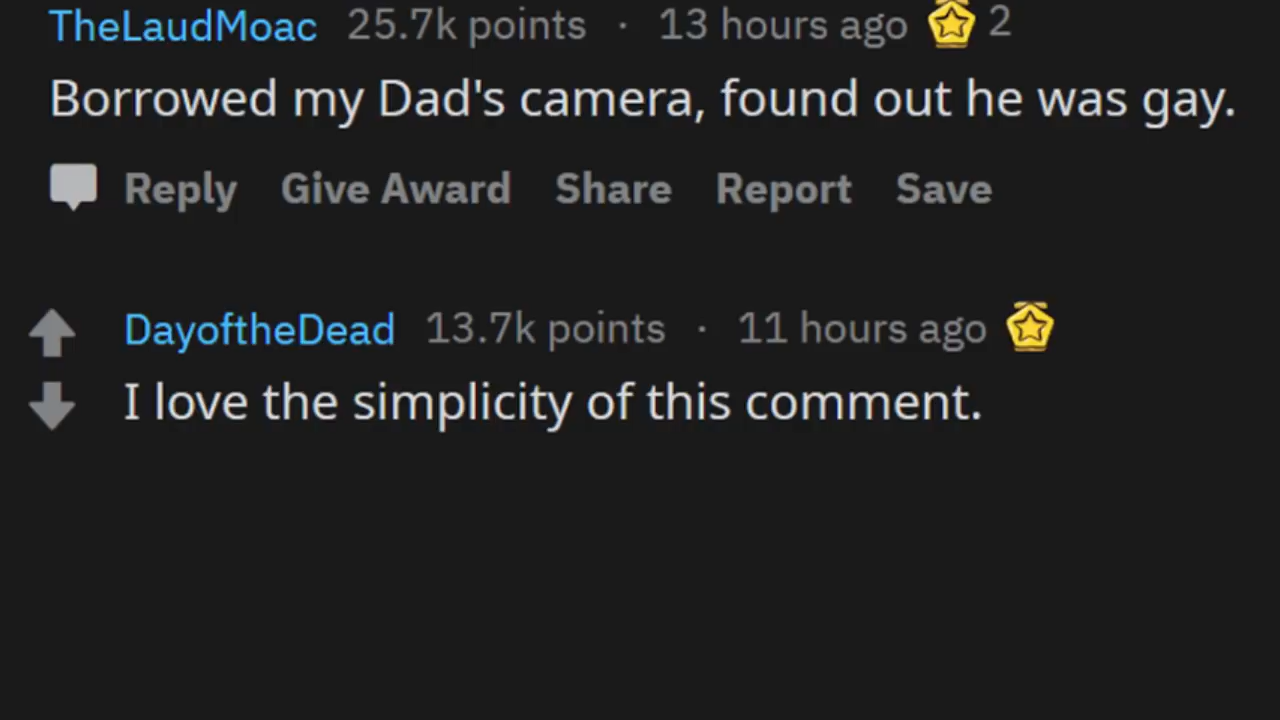 TheLaudMoac 25.7k points · 13 hours ago 2
Borrowed my Dad's camera, found out he was gay.
Reply Give Award Share Report Save
DayoftheDead 13.7k points · 11 hours ago
I love the simplicity of this comment.